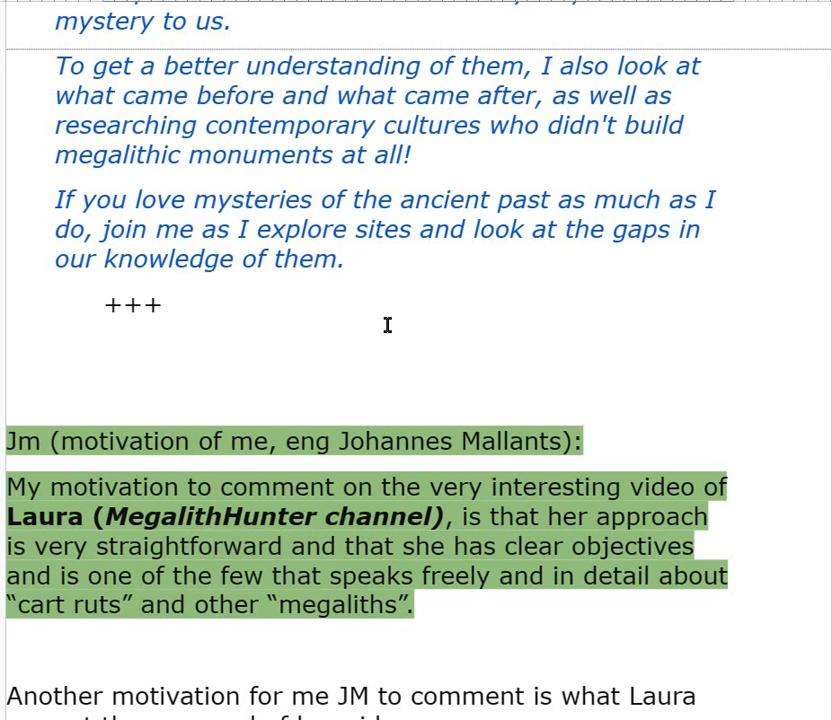 mystery to us.
To get a better understanding of them, I also look at
what came before and what came after, as well as
researching contemporary cultures who didn't build
megalithic monuments at all!
If you love mysteries of the ancient past as much as I
do, join me as I explore sites and look at the gaps in
our knowledge of them.
+++
Jm (motivation of me, eng Johannes Mallants):
My motivation to comment on the very interesting video of
Laura (MegalithHunter channel), is that her approach
is very straightforward and that she has clear objectives
and is one of the few that speaks freely and in detail about
“cart ruts” and other “megaliths”.
Another motivation for me JM to comment is what Laura